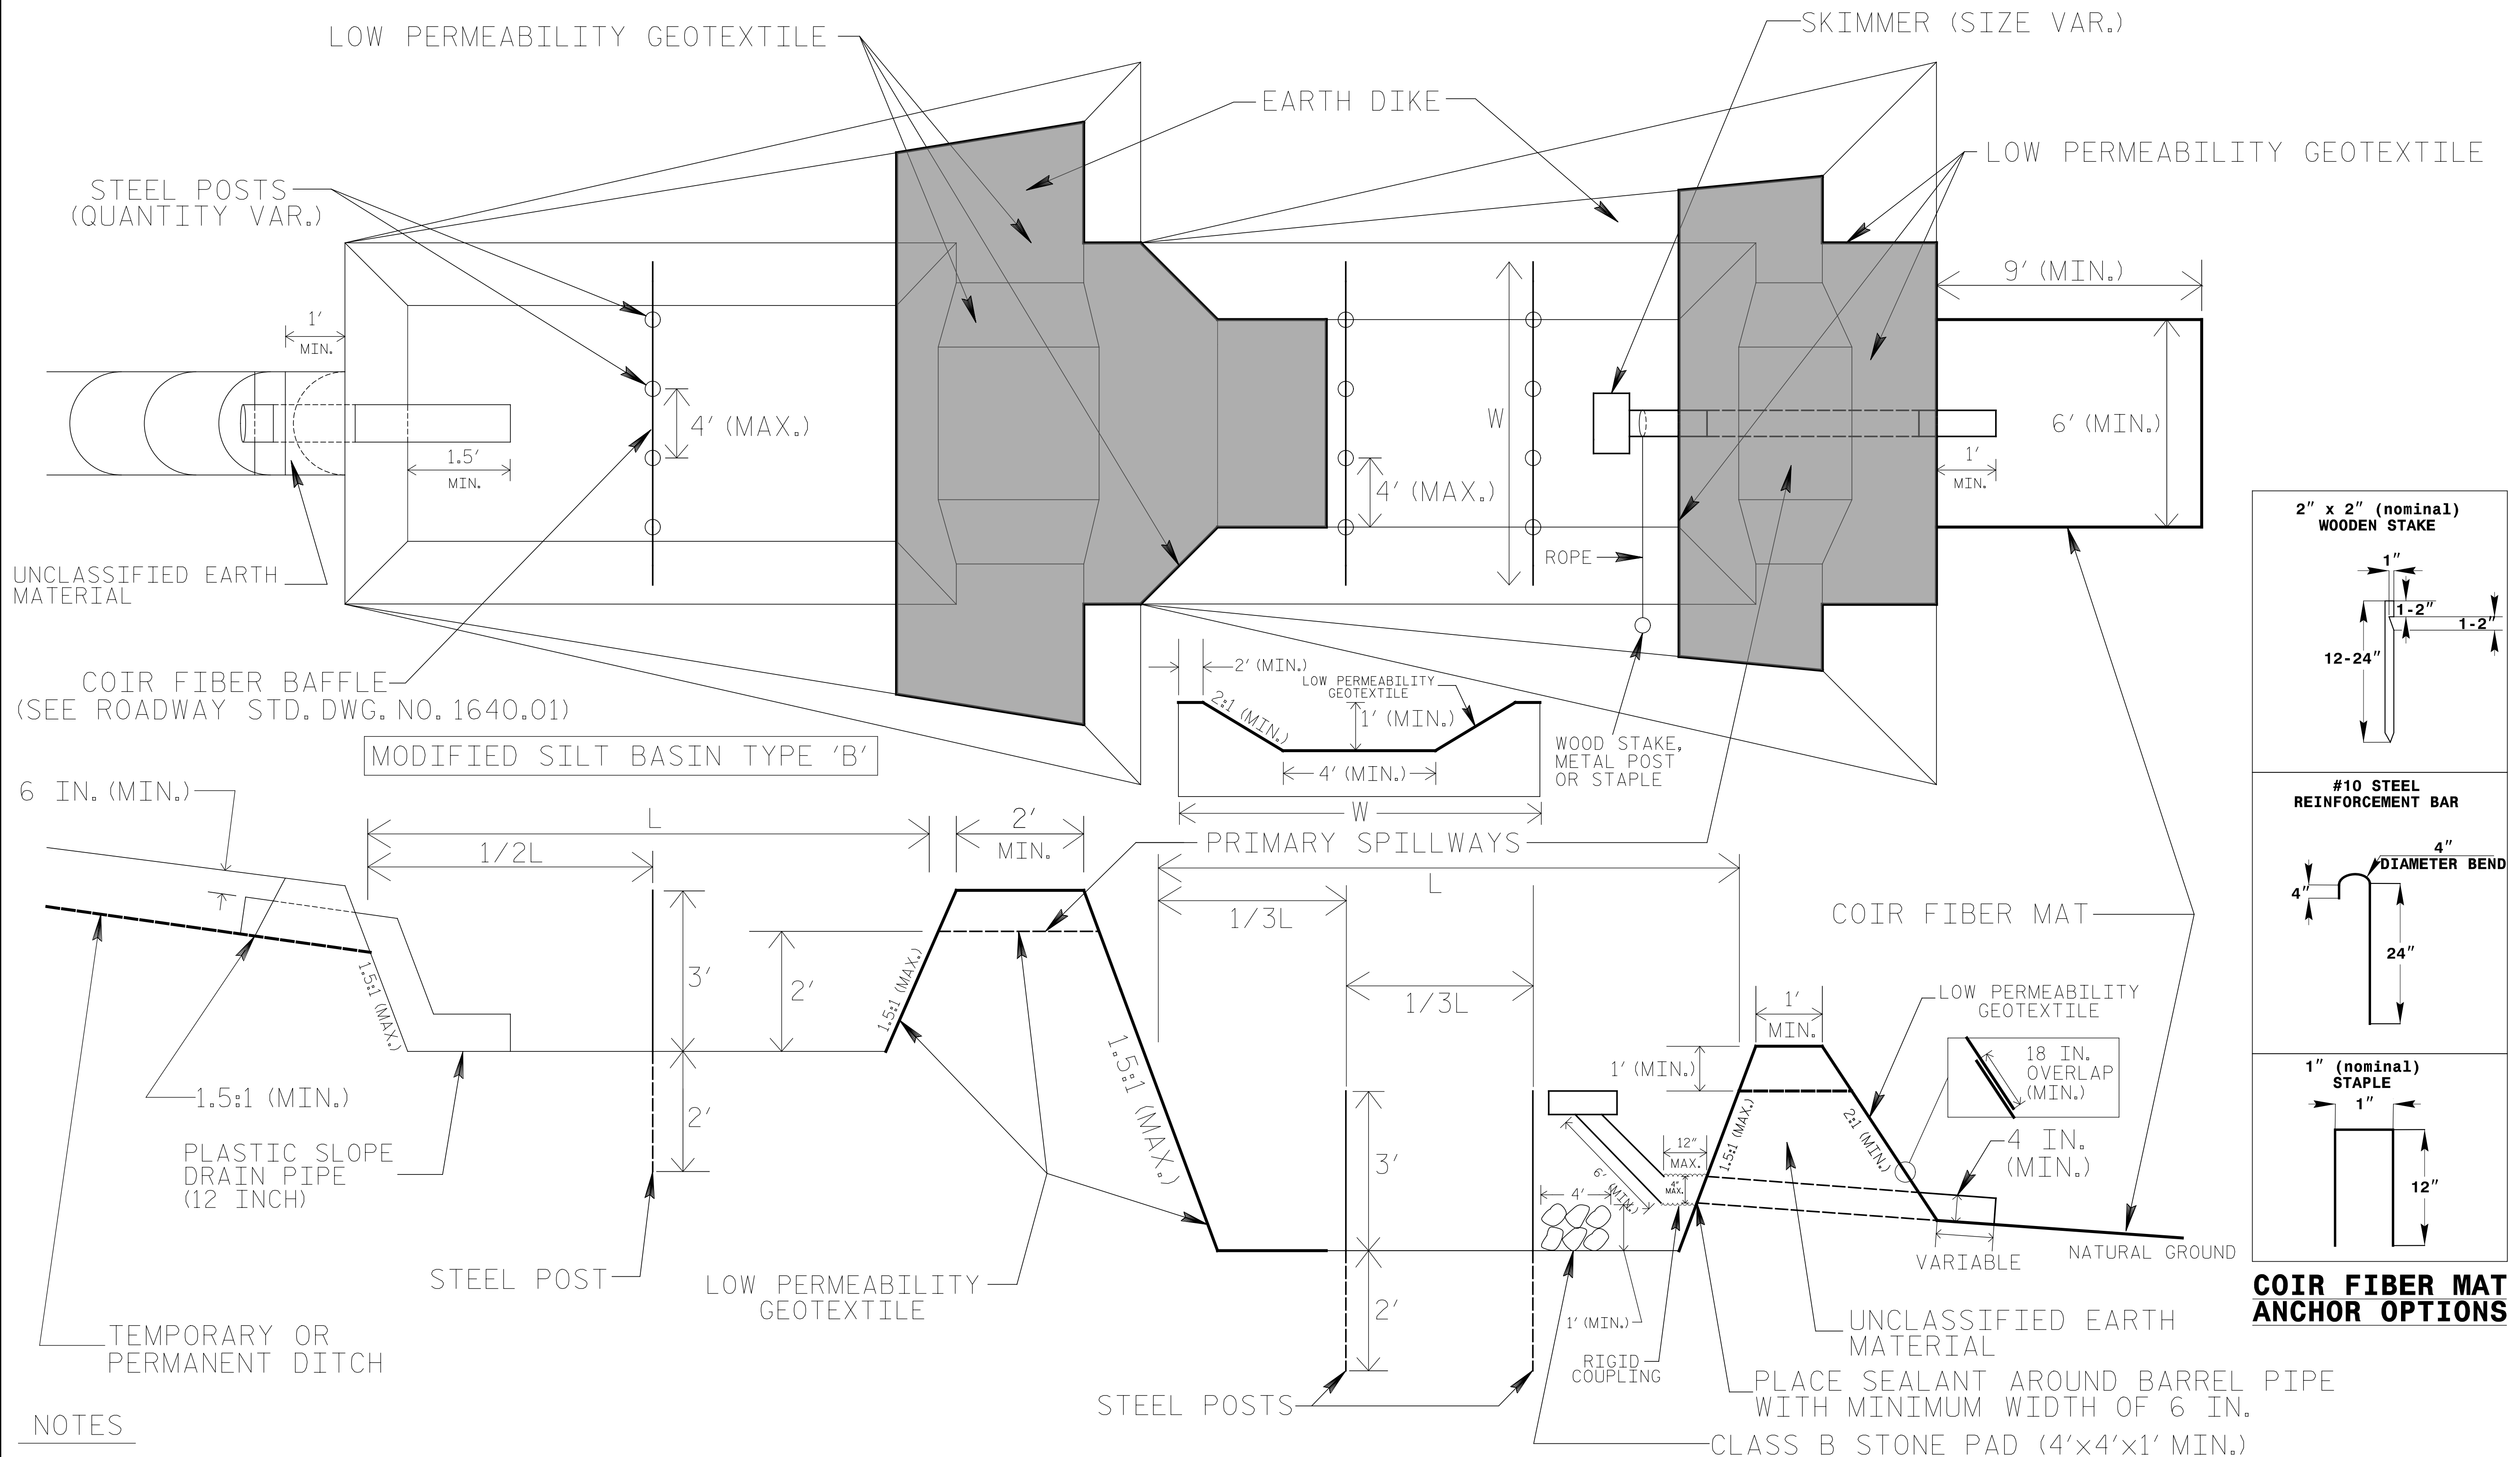 SKIMMER (SIZE VAR.)
LOW PERMEABILITY GEOTEXTILE
EARTH DIKE
LOW PERMEABILITY GEOTEXTILE
STEEL POSTS
(QUANTITY VAR.)
9' (MIN.)
1'
MIN.
4' (MAX.)
W
6' (MIN.)
1.5'
MIN.
1'
MIN.
4' (MAX.)
ROPE
UNCLASSIFIED EARTH
MATERIAL
COIR FIBER BAFFLE
(SEE ROADWAY STD. DWG. NO. 1640.01)
2' (MIN.)
LOW PERMEABILITY
GEOTEXTILE
2:1 (MIN.)
1' (MIN.)
4' (MIN.)
W
WOOD STAKE,
METAL POST
OR STAPLE
MODIFIED SILT BASIN TYPE 'B'
2" x 2" (nominal)
WOODEN STAKE
1"
1-2"
1-2"
12-24"
#10 STEEL
REINFORCEMENT BAR
4"
DIAMETER BEND
4"
24"
1" (nominal)
STAPLE
1"
12"
COIR FIBER MAT
ANCHOR OPTIONS
6 IN. (MIN.)
L
2'
MIN.
PRIMARY SPILLWAYS
1/2L
L
1/3L
COIR FIBER MAT
1.5:1 (MAX.)
3'
2'
1.5:1 (MAX.)
1/3L
1'
MIN.
LOW PERMEABILITY
GEOTEXTILE
1' (MIN.)
18 IN.
OVERLAP
(MIN.)
1.5:1 (MAX.)
1.5:1 (MIN.)
2'
3'
6' (MIN.)
12"
MAX.
4"
MAX.
4'
1.5:1 (MAX.)
2:1 (MIN.)
4 IN.
(MIN.)
PLASTIC SLOPE
DRAIN PIPE
(12 INCH)
VARIABLE
NATURAL GROUND
STEEL POST
LOW PERMEABILITY
GEOTEXTILE
2'
1' (MIN.)
UNCLASSIFIED EARTH
MATERIAL
TEMPORARY OR
PERMANENT DITCH
RIGID
COUPLING
STEEL POSTS
PLACE SEALANT AROUND BARREL PIPE
WITH MINIMUM WIDTH OF 6 IN.
NOTES
CLASS B STONE PAD (4'x4'x1' MIN.)